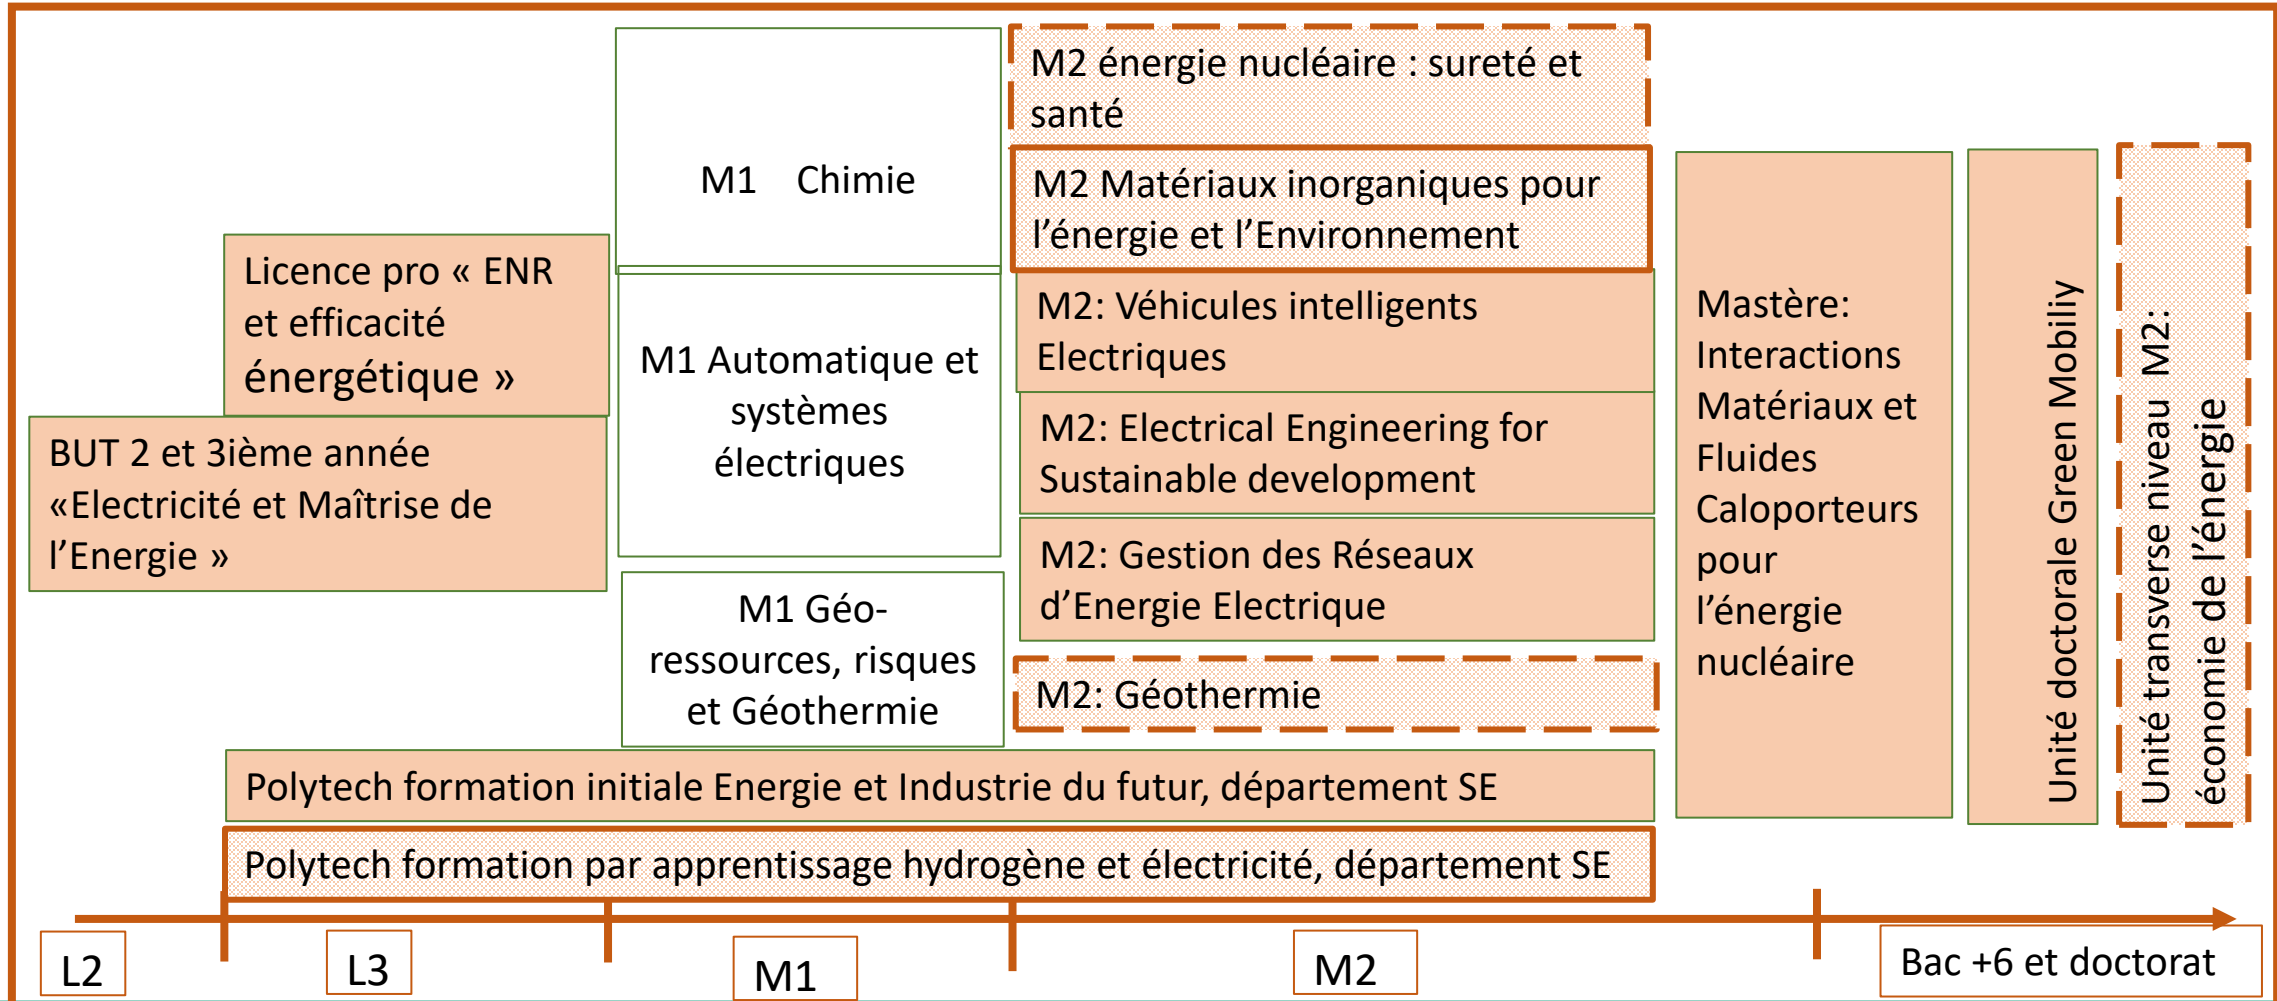 M2 énergie nucléaire : sureté et
santé
M1 Chimie
M2 Matériaux inorganiques pour
l’énergie et l’Environnement
Licence pro « ENR
et efficacité
énergétique »
BUT 2 et 3ième année
«Electricité et Maîtrise de
l’Energie »
M1 Automatique et
systèmes
électriques
M2: Véhicules intelligents
Electriques
M2: Electrical Engineering for
Sustainable development
M2: Gestion des Réseaux
d’Energie Electrique
M1 Géo-
ressources, risques
et Géothermie
M2: Géothermie
Mastère:
Interactions
Matériaux et
Fluides
Caloporteurs
pour
l’énergie
nucléaire
Unité doctorale Green Mobiliy
Unité transverse niveau M2:
économie de l’énergie
Polytech formation initiale Energie et Industrie du futur, département SE
Polytech formation par apprentissage hydrogène et électricité, département SE
L2
L3
M1
M2
Bac +6 et doctorat